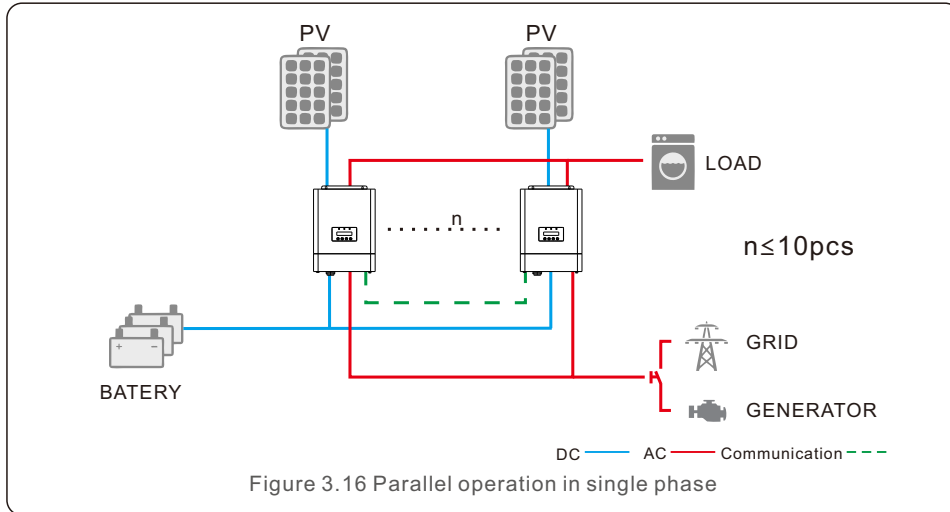 PV PV
LOAD
n
n≤10pcs
+ −
GRID
BATERY
GENERATOR
DC AC Communication
Figure 3.16 Parallel operation in single phase